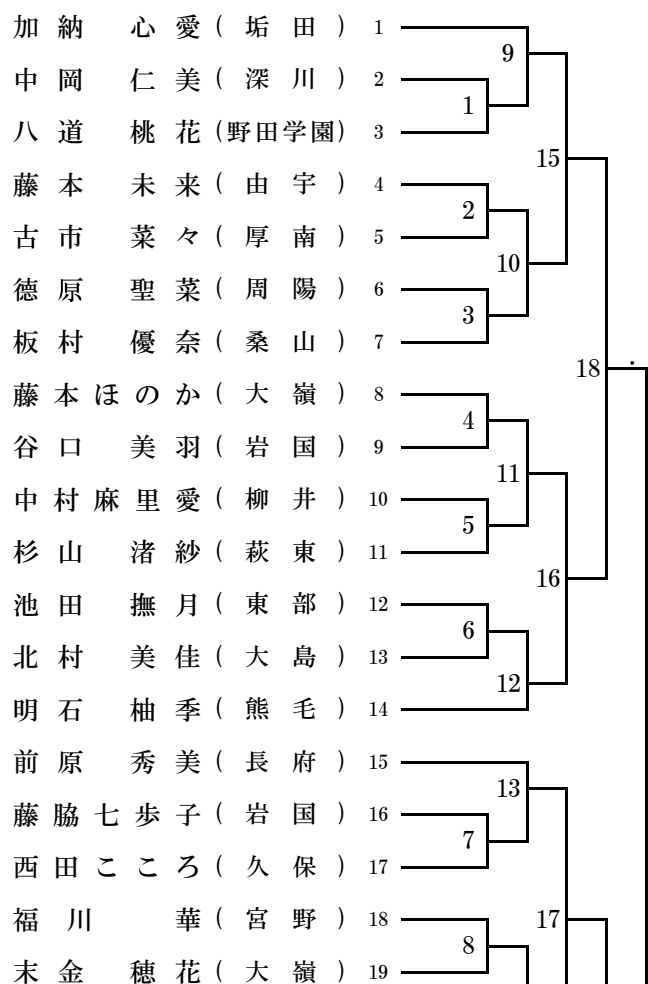 加納 心愛(垢田) 1
中岡 仁美(深川) 2
八道 桃花(野田学園) 3
藤本 未来(由宇) 4
古市 菜々(厚南) 5
徳原 聖菜(周陽) 6
板村 優奈(桑山) 7
藤本ほのか(大嶺) 8
谷口 美羽(岩国) 9
中村麻里愛(柳井) 10
杉山 渚紗(萩東) 11
池田 撫月(東部) 12
北村 美佳(大島) 13
明石 柚季(熊毛) 14
前原 秀美(長府) 15
藤脇七歩子(岩国) 16
西田こころ(久保) 17
福川 華(宮野) 18
末金 穂花(大嶺) 19
1
2
3
4
5
6
7
8
9
10
11
12
13
15
16
17
18